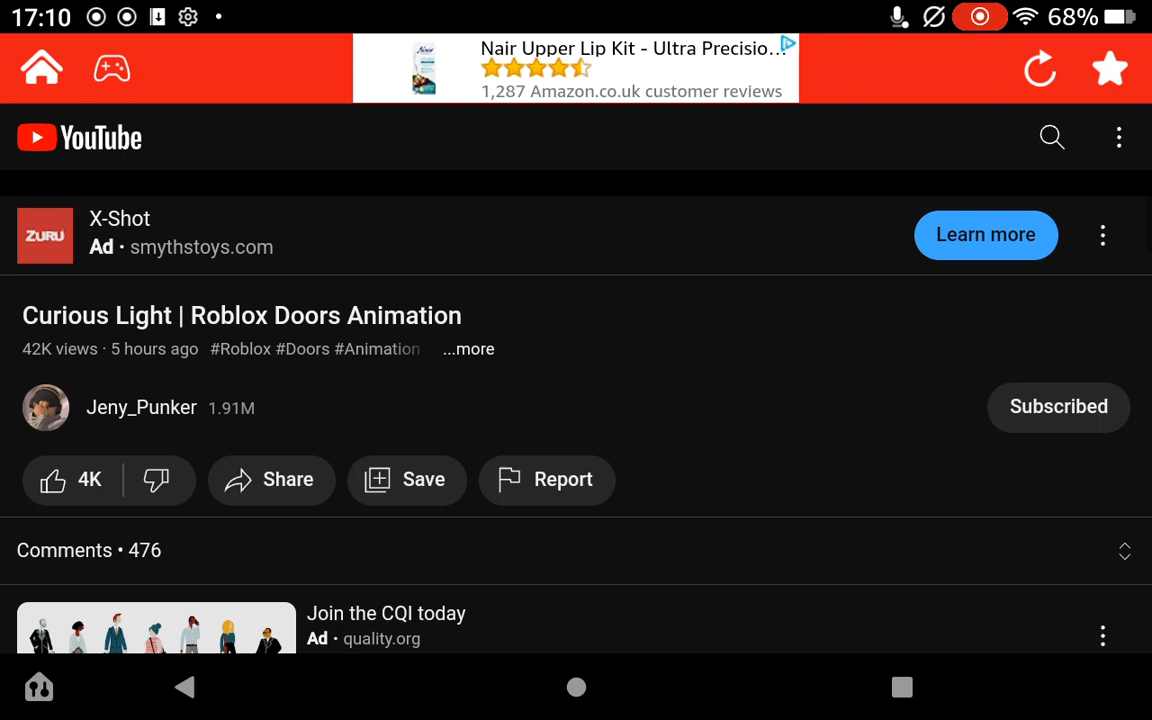 17:10
68%
Nair Upper Lip Kit - Ultra Precisio...
1,287 Amazon.co.uk customer reviews
YouTube
ZURU
X-Shot
Ad · smythstoys.com
Learn more
Curious Light | Roblox Doors Animation
42K views · 5 hours ago #Roblox #Doors #Animation ...more
Jeny_Punker 1.91M
Subscribed
4K
Share
Save
Report
Comments • 476
Join the CQI today
Ad · quality.org